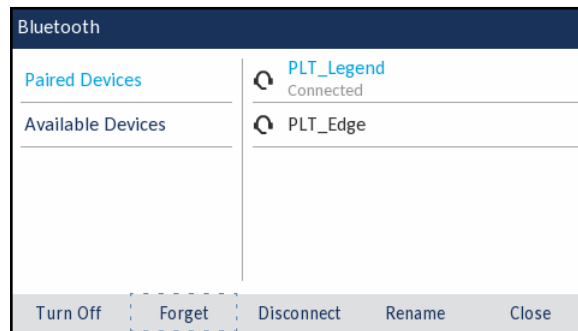 Bluetooth
Paired Devices
Available Devices
PLT_Legend
Connected
PLT_Edge
Turn Off Forget Disconnect Rename Close